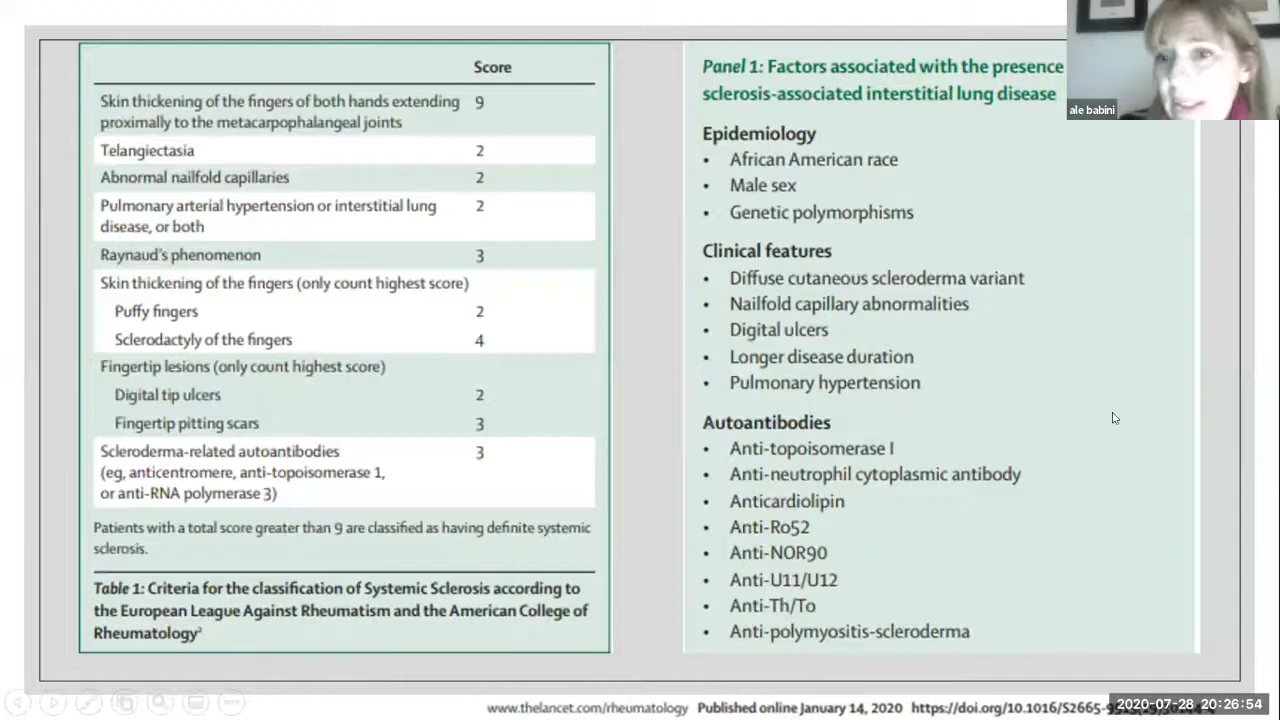 Score
Skin thickening of the fingers of both hands extending 9
proximally to the metacarpophalangeal joints
Telangiectasia 2
Abnormal nailfold capillaries 2
Pulmonary arterial hypertension or interstitial lung 2
disease, or both
Raynaud's phenomenon 3
Skin thickening of the fingers (only count highest score)
Puffy fingers 2
Sclerodactyly of the fingers 4
Fingertip lesions (only count highest score)
Digital tip ulcers 2
Fingertip pitting scars 3
Scleroderma-related autoantibodies 3
(eg, anticentromere, anti-topoisomerase 1,
or anti-RNA polymerase 3)
Patients with a total score greater than 9 are classified as having definite systemic
sclerosis.
Table 1: Criteria for the classification of Systemic Sclerosis according to
the European League Against Rheumatism and the American College of
Rheumatology²
Panel 1: Factors associated with the presence
sclerosis-associated interstitial lung disease
Epidemiology
• African American race
• Male sex
• Genetic polymorphisms
Clinical features
• Diffuse cutaneous scleroderma variant
• Nailfold capillary abnormalities
• Digital ulcers
• Longer disease duration
• Pulmonary hypertension
Autoantibodies
• Anti-topoisomerase I
• Anti-neutrophil cytoplasmic antibody
• Anticardiolipin
• Anti-Ro52
• Anti-NOR90
• Anti-U11/U12
• Anti-Th/To
• Anti-polymyositis-scleroderma
ale babini
www.thelancet.com/rheumatology Published online January 14, 2020 https://doi.org/10.1016/S2665-
2020-07-28 20:26:54